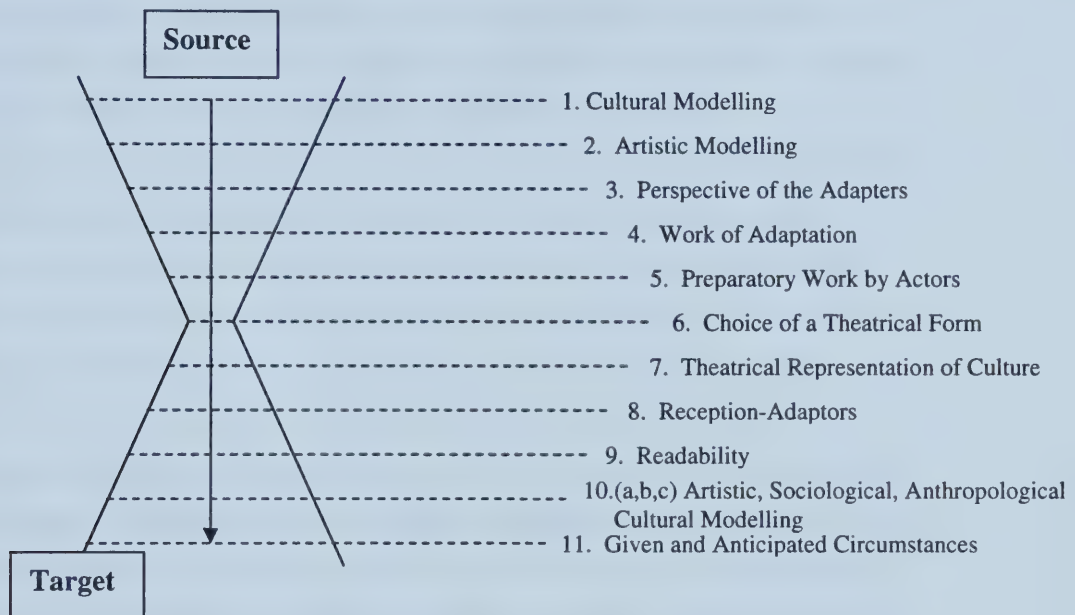 Source
1. Cultural Modelling
2. Artistic Modelling
3. Perspective of the Adapters
4. Work of Adaptation
5. Preparatory Work by Actors
6. Choice of a Theatrical Form
7. Theatrical Representation of Culture
8. Reception-Adaptors
9. Readability
10.(a,b,c) Artistic, Sociological, Anthropological
Cultural Modelling
11. Given and Anticipated Circumstances
Target